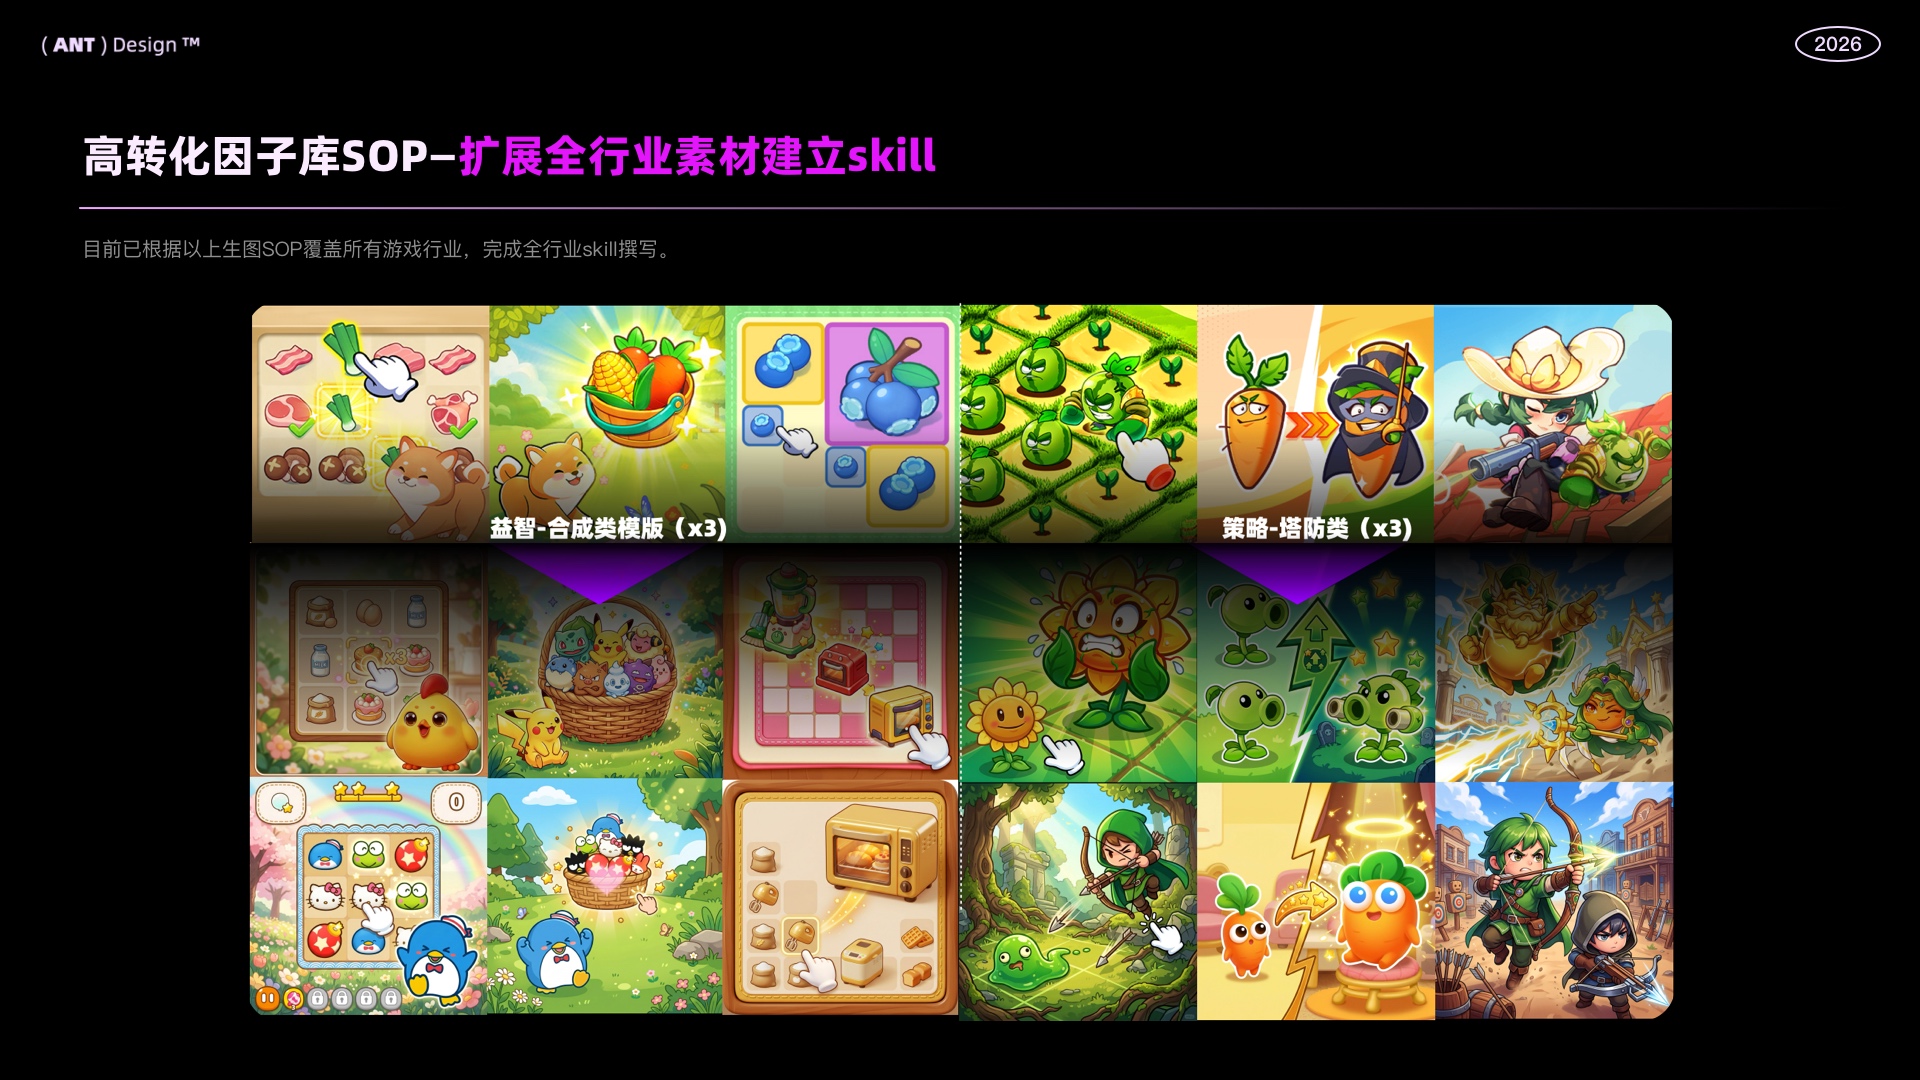 ( ANT ) Design ™
2026
高转化因子库SOP—扩展全行业素材建立skill
目前已根据以上生图SOP覆盖所有游戏行业，完成全行业skill撰写。
益智-合成类模版（x3)
策略-塔防类（x3)
x3
0